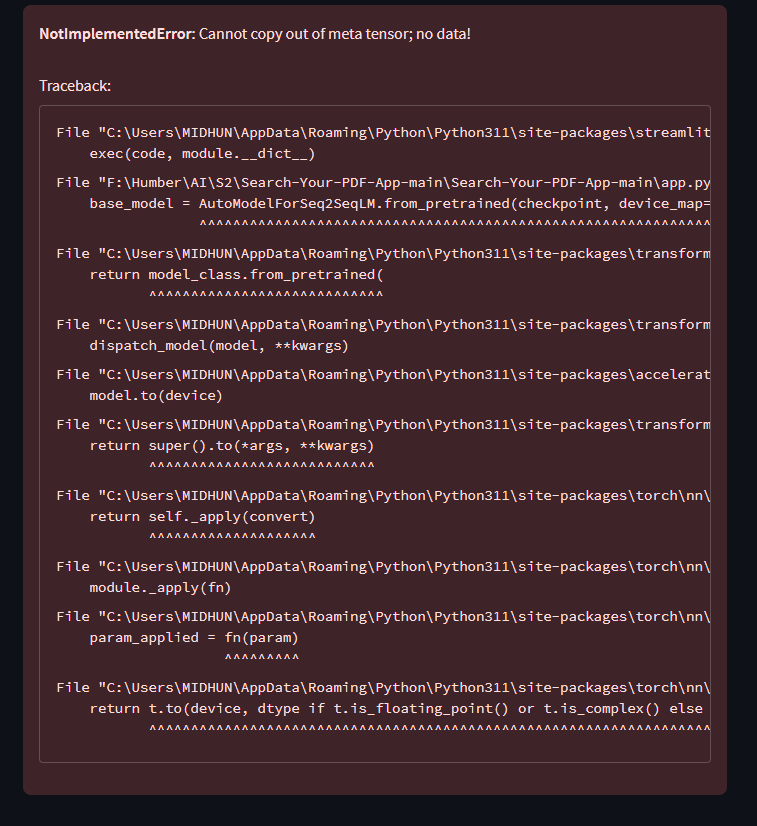 NotImplementedError: Cannot copy out of meta tensor; no data!
Traceback:
File "C:\Users\MIDHUN\AppData\Roaming\Python\Python311\site-packages\streamlit
exec(code, module.__dict__)
File "F:\Humber\AI\S2\Search-Your-PDF-App-main\Search-Your-PDF-App-main\app.py
base_model = AutoModelForSeq2SeqLM.from_pretrained(checkpoint, device_map=
^^^^^^^^^^^^^^^^^^^^^^^^^^^^^^^^^^^^^^^^^^^^^^^^^^^^^^^^^^^^^
File "C:\Users\MIDHUN\AppData\Roaming\Python\Python311\site-packages\transform
return model_class.from_pretrained(
^^^^^^^^^^^^^^^^^^^^^^^^^^^^
File "C:\Users\MIDHUN\AppData\Roaming\Python\Python311\site-packages\transform
dispatch_model(model, **kwargs)
File "C:\Users\MIDHUN\AppData\Roaming\Python\Python311\site-packages\accelerat
model.to(device)
File "C:\Users\MIDHUN\AppData\Roaming\Python\Python311\site-packages\transform
return super().to(*args, **kwargs)
^^^^^^^^^^^^^^^^^^^^^^^^^^^
File "C:\Users\MIDHUN\AppData\Roaming\Python\Python311\site-packages\torch\nn\
return self._apply(convert)
^^^^^^^^^^^^^^^^^^^^
File "C:\Users\MIDHUN\AppData\Roaming\Python\Python311\site-packages\torch\nn\
module._apply(fn)
File "C:\Users\MIDHUN\AppData\Roaming\Python\Python311\site-packages\torch\nn\
param_applied = fn(param)
^^^^^^^^^
File "C:\Users\MIDHUN\AppData\Roaming\Python\Python311\site-packages\torch\nn\
return t.to(device, dtype if t.is_floating_point() or t.is_complex() else
^^^^^^^^^^^^^^^^^^^^^^^^^^^^^^^^^^^^^^^^^^^^^^^^^^^^^^^^^^^^^^^^^^^